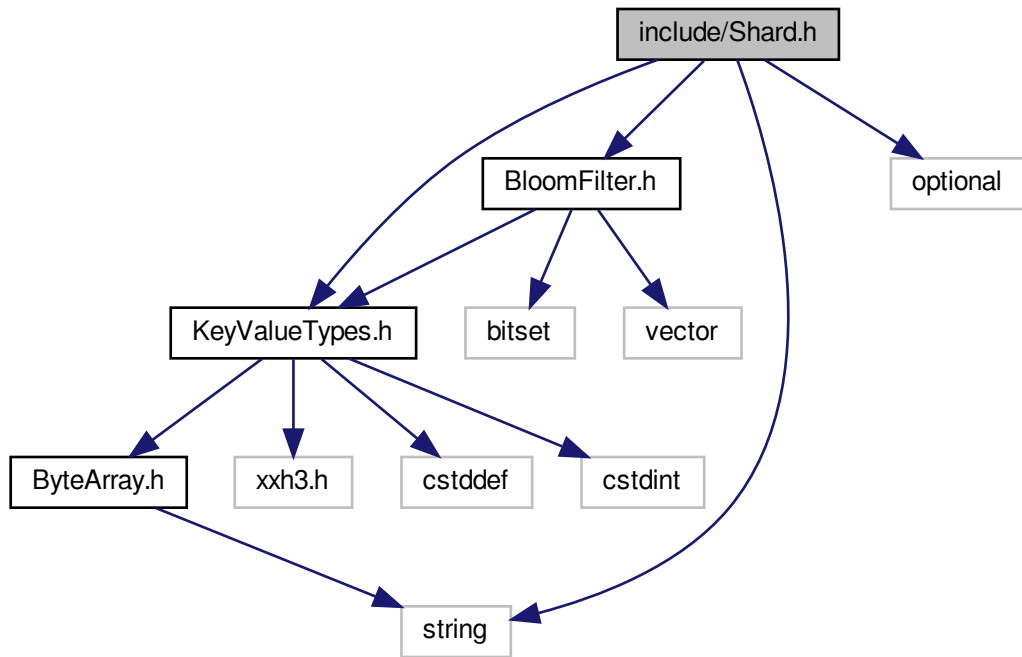 include/Shard.h
BloomFilter.h
optional
KeyValueTypes.h
bitset
vector
ByteArray.h
xxh3.h
cstddef
cstdint
string